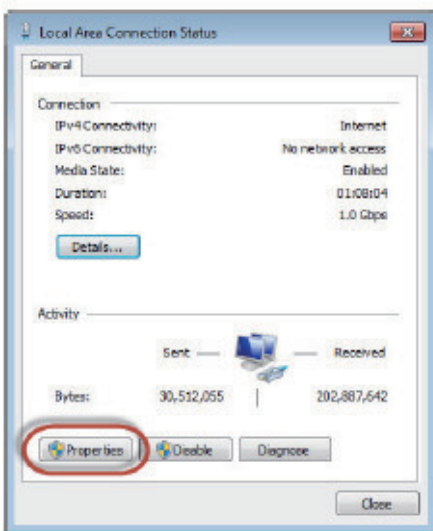 Local Area Connection Status
General
Connection
IPv4 Connectivity: Internet
IPv6 Connectivity: No network access
Media State: Enabled
Duration: 01:08:04
Speed: 1.0 Gbps
Details...
Activity
Sent — — Received
Bytes: 30,512,055 | 202,887,642
Properties Disable Diagnose
Close